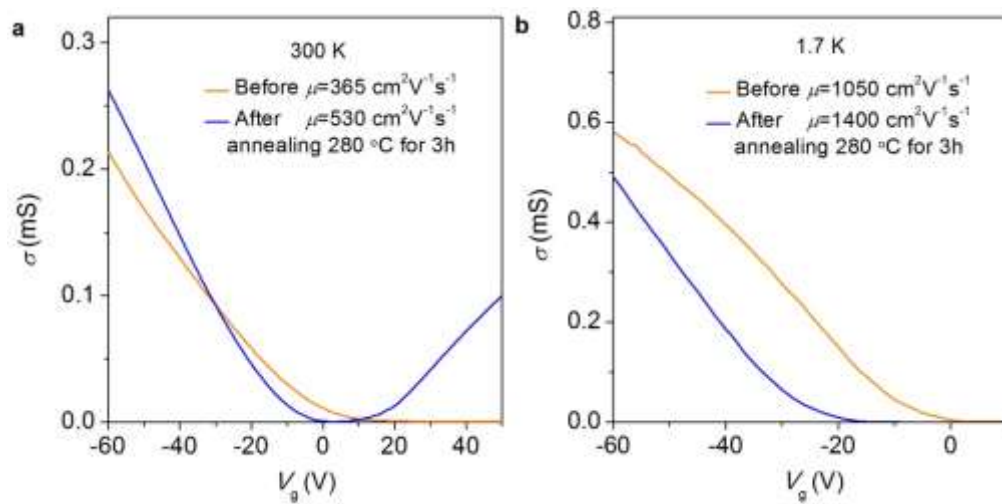 a
300 K
Before μ=365 cm²V⁻¹s⁻¹
After μ=530 cm²V⁻¹s⁻¹
annealing 280 °C for 3h
0.3
0.2
0.1
0.0
σ (mS)
-60 -40 -20 0 20 40
Vg (V)
b
1.7 K
Before μ=1050 cm²V⁻¹s⁻¹
After μ=1400 cm²V⁻¹s⁻¹
annealing 280 °C for 3h
0.8
0.6
0.4
0.2
0.0
σ (mS)
-60 -40 -20 0
Vg (V)